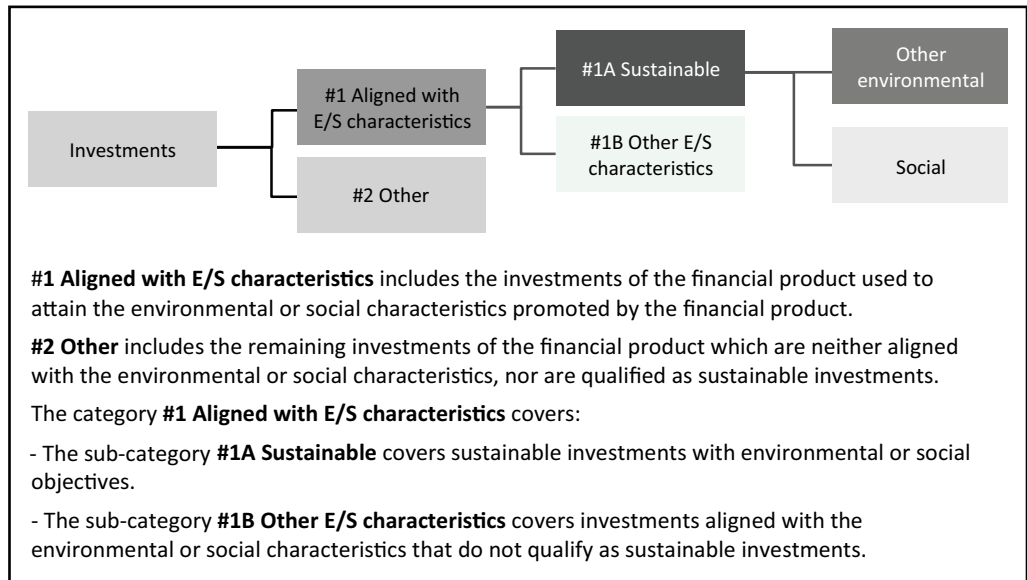 Investments
#1 Aligned with
E/S characteristics
#2 Other
#1A Sustainable
#1B Other E/S
characteristics
Other
environmental
Social
#1 Aligned with E/S characteristics includes the investments of the financial product used to
attain the environmental or social characteristics promoted by the financial product.
#2 Other includes the remaining investments of the financial product which are neither aligned
with the environmental or social characteristics, nor are qualified as sustainable investments.
The category #1 Aligned with E/S characteristics covers:
- The sub-category #1A Sustainable covers sustainable investments with environmental or social
objectives.
- The sub-category #1B Other E/S characteristics covers investments aligned with the
environmental or social characteristics that do not qualify as sustainable investments.